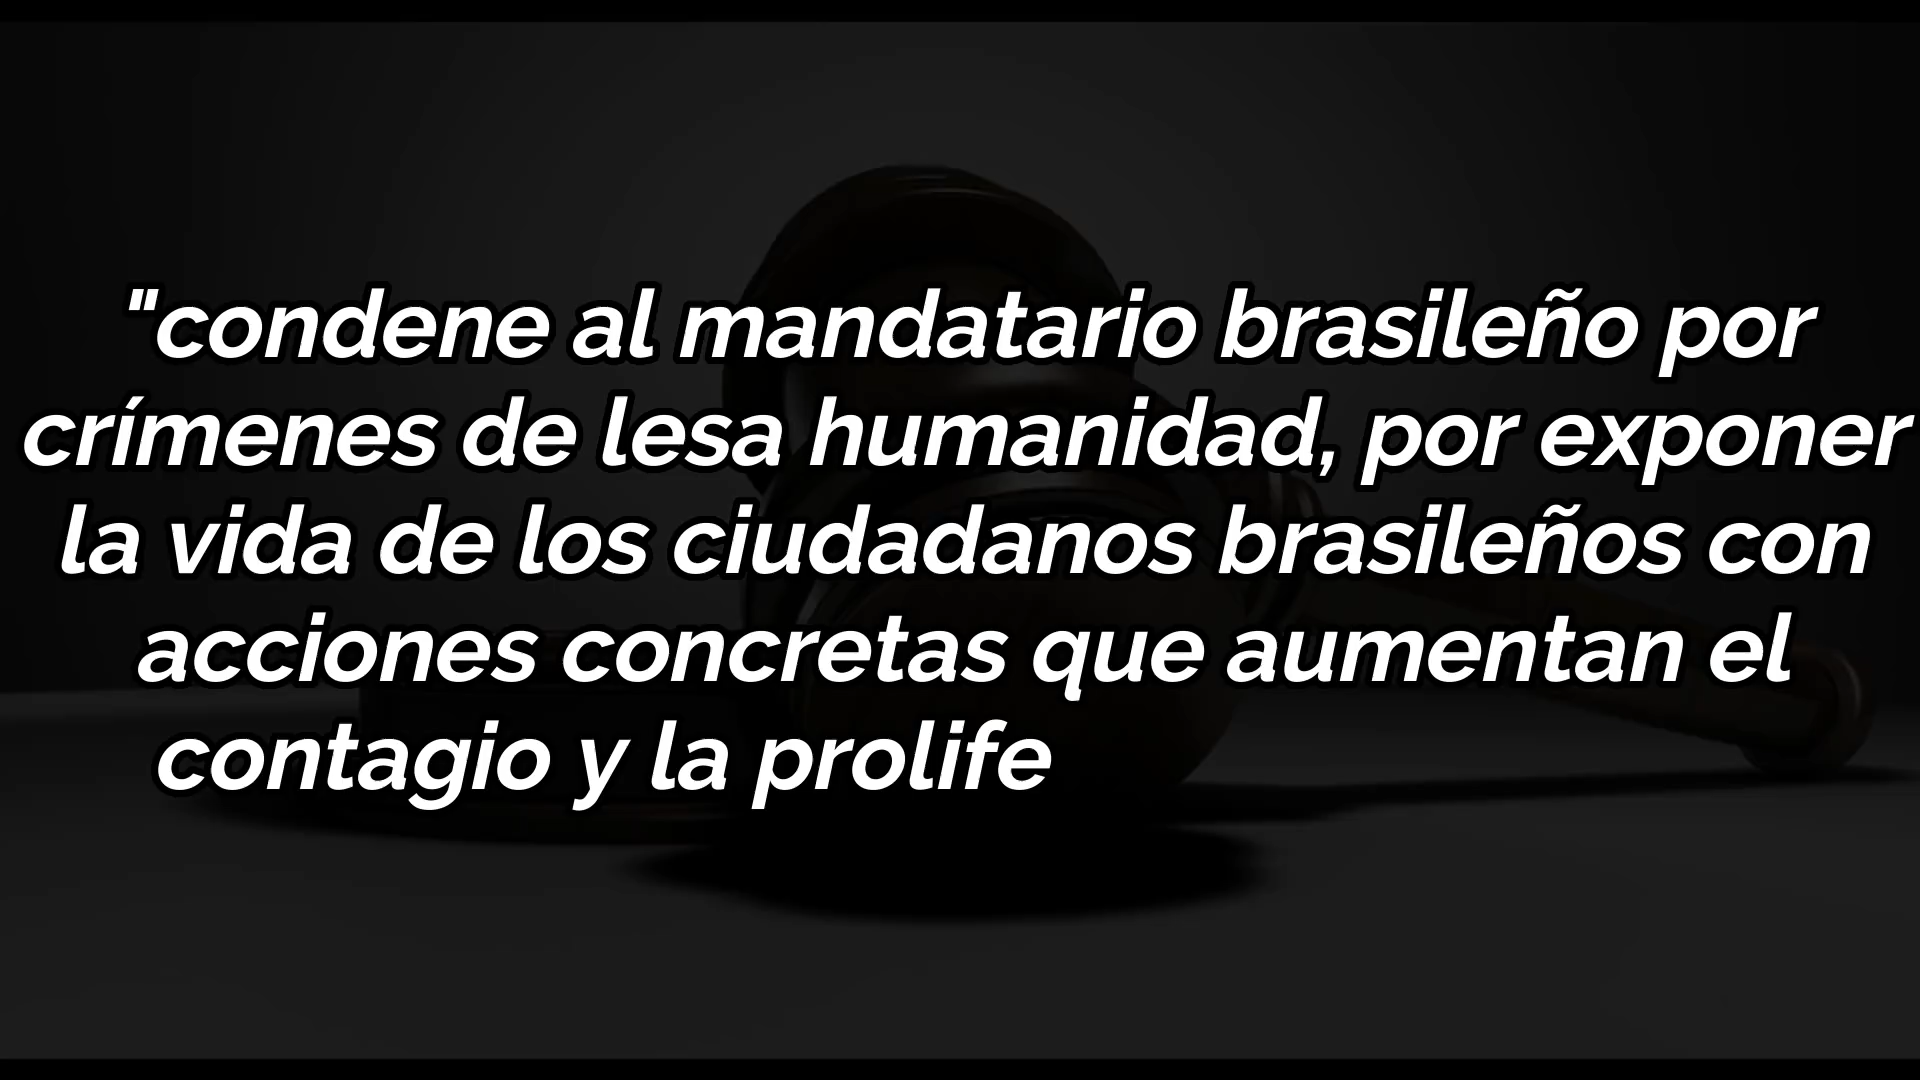 "condene al mandatario brasileño por
crímenes de lesa humanidad, por exponer
la vida de los ciudadanos brasileños con
acciones concretas que aumentan el
contagio y la prolife